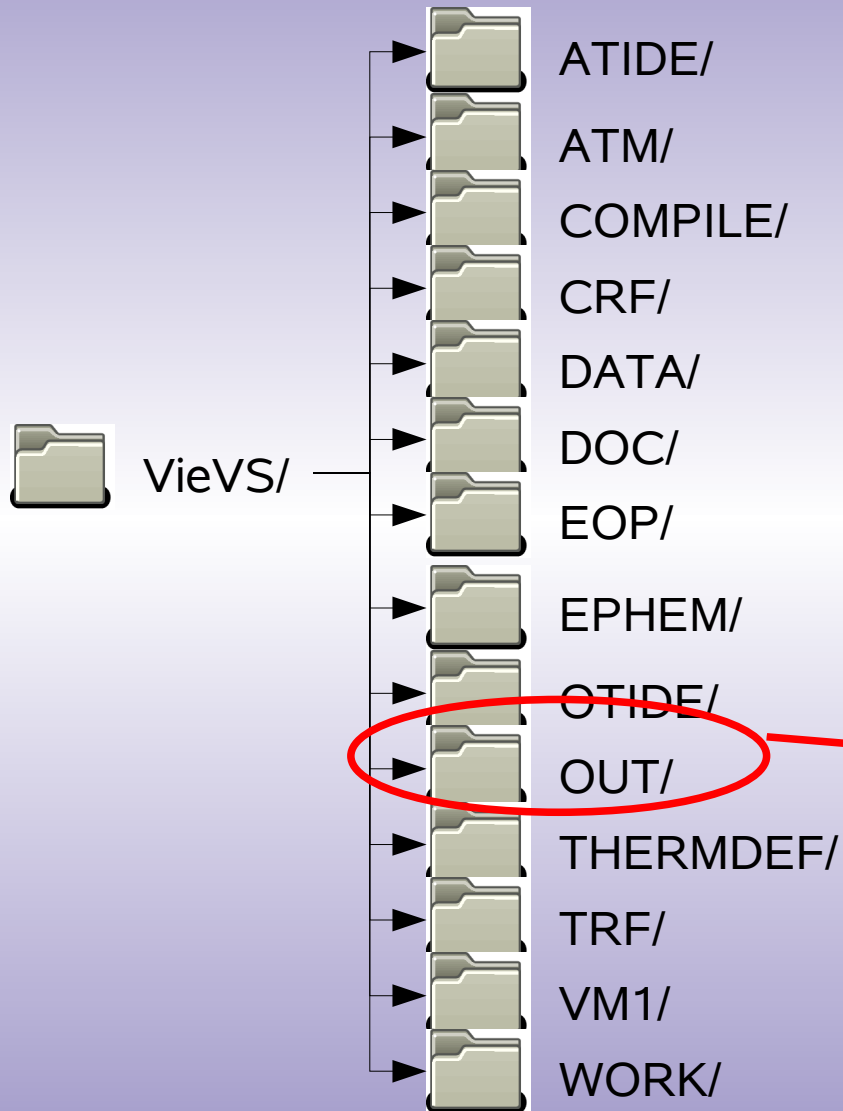 ATIDE/
ATM/
COMPILE/
CRF/
DATA/
DOC/
VieVS/
EOP/
EPHEM/
OTIDE/
OUT/
THERMDEF/
TRF/
VM1/
WORK/